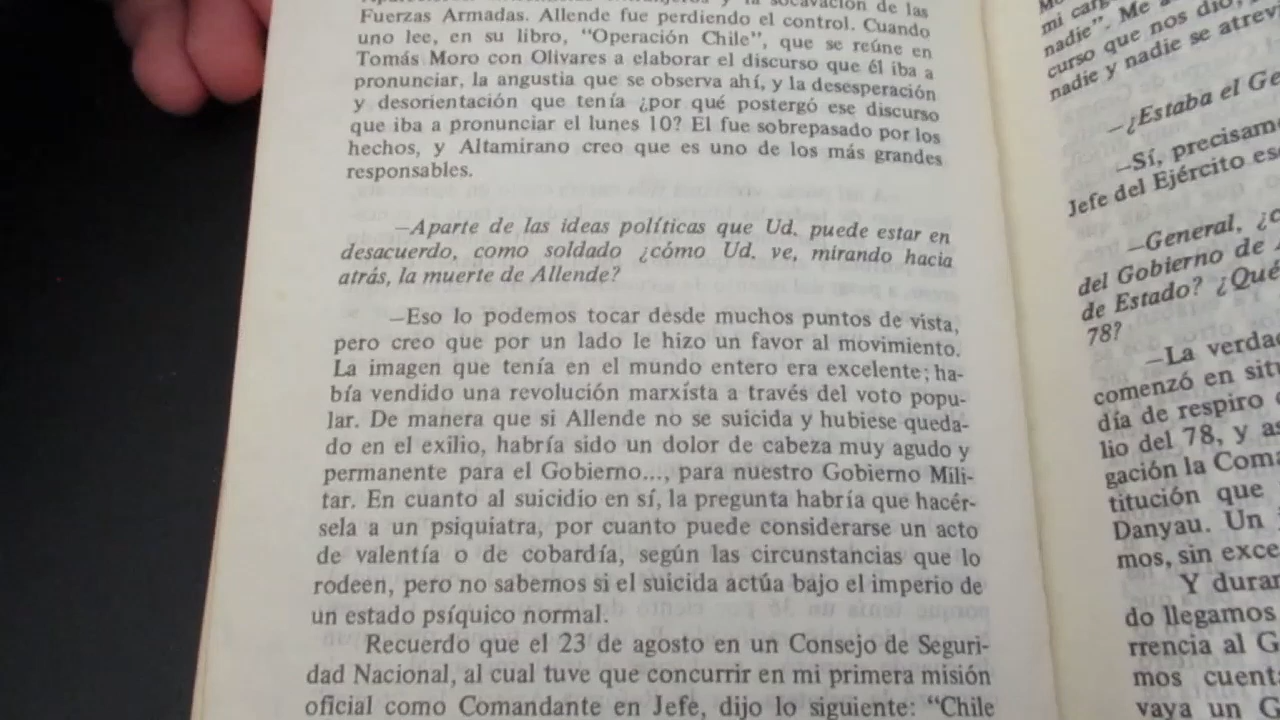 y la socavación de las
Fuerzas Armadas. Allende fue perdiendo el control. Cuando
uno lee, en su libro, “Operación Chile”, que se reúne en
Tomás Moro con Olivares a elaborar el discurso que él iba a
pronunciar, la angustia que se observa ahí, y la desesperación
y desorientación que tenía ¿por qué postergó ese discurso
que iba a pronunciar el lunes 10? El fue sobrepasado por los
hechos, y Altamirano creo que es uno de los más grandes
responsables.
—Aparte de las ideas políticas que Ud. puede estar en
desacuerdo, como soldado ¿cómo Ud. ve, mirando hacia
atrás, la muerte de Allende?
—Eso lo podemos tocar desde muchos puntos de vista,
pero creo que por un lado le hizo un favor al movimiento.
La imagen que tenía en el mundo entero era excelente; ha-
bía vendido una revolución marxísta a través del voto popu-
lar. De manera que si Allende no se suicida y hubiese queda-
do en el exilio, habría sido un dolor de cabeza muy agudo y
permanente para el Gobierno..., para nuestro Gobierno Mili-
tar. En cuanto al suicidio en sí, la pregunta habría que hacér-
sela a un psiquiatra, por cuanto puede considerarse un acto
de valentía o de cobardía, según las circunstancias que lo
rodeen, pero no sabemos si el suicida actúa bajo el imperio de
un estado psíquico normal.
Recuerdo que el 23 de agosto en un Consejo de Seguri-
dad Nacional, al cual tuve que concurrir en mi primera misión
oficial como Comandante en Jefe, dijo lo siguiente: “Chile
mi
nadie”. Me
curso que nos dio,
nadie y nadie se
—¿Estaba el
—Sí,
Jefe del Ejército
—General,
del Gobierno de
de Estado? ¿Qué
78?
—La
comenzó en
día de respiro
lio del 78, y
gación la
titución que
Danyau. Un
mos, sin
Y
do llegamos
rrencia al
mos
vaya un